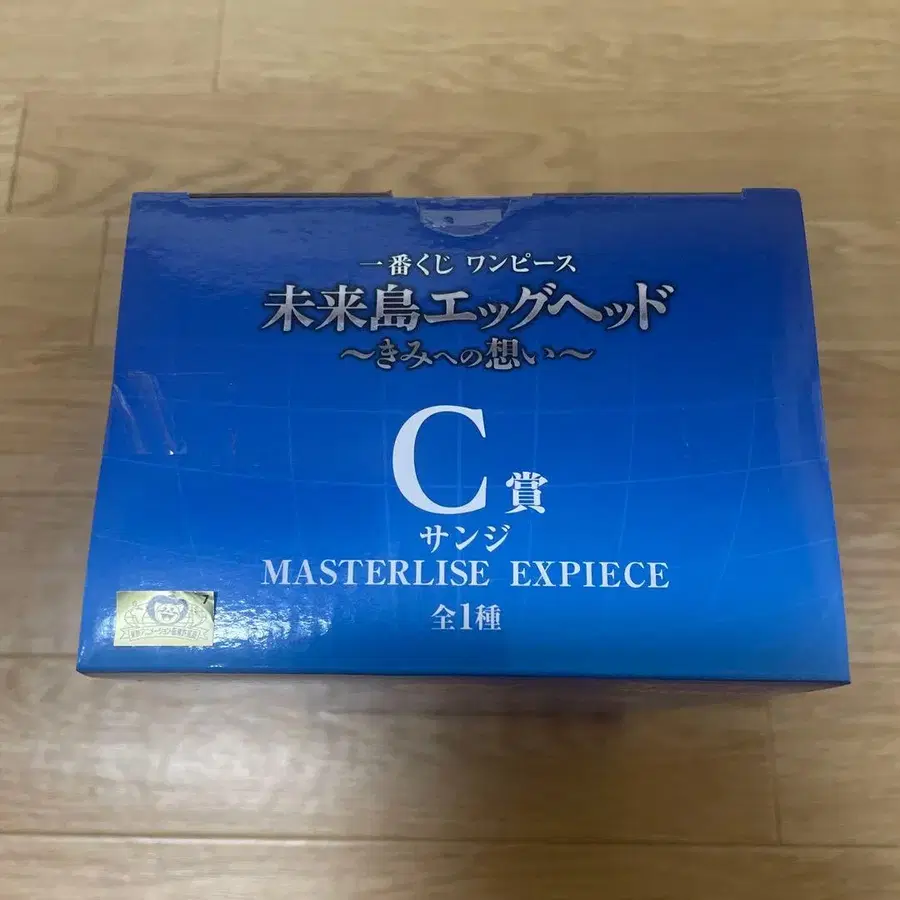 一番くじ ワンピース
未来島エッグヘッド
～きみへの想い～
C賞
サンジ
MASTERLISE EXPIECE
全1種
7